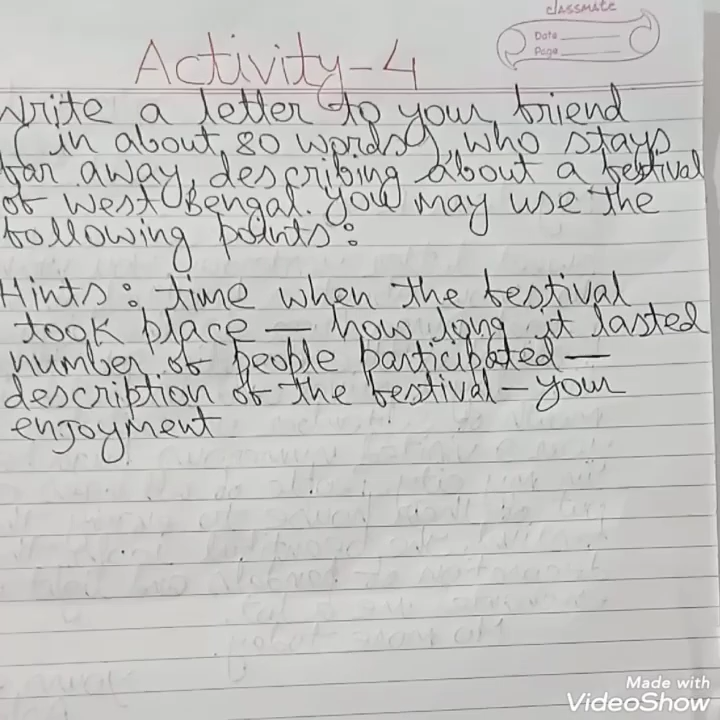 classmate
Date
Page
Activity-4
Write a letter to your friend
(in about 80 words), who stays
far away, describing about a festival
of West Bengal. You may use the
following points:
Hints: time when the festival
took place — how long it lasted
number of people participated —
description of the festival - your
enjoyment
Made with
VideoShow